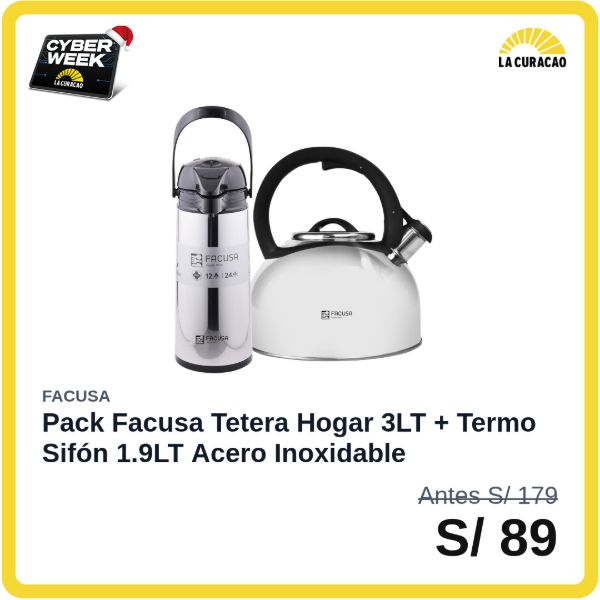 CYBER
WEEK
LA CURACAO
LA CURACAO
FACUSA
FACUSA
FACUSA
FACUSA
Pack Facusa Tetera Hogar 3LT + Termo
Sifón 1.9LT Acero Inoxidable
Antes S/ 179
S/ 89